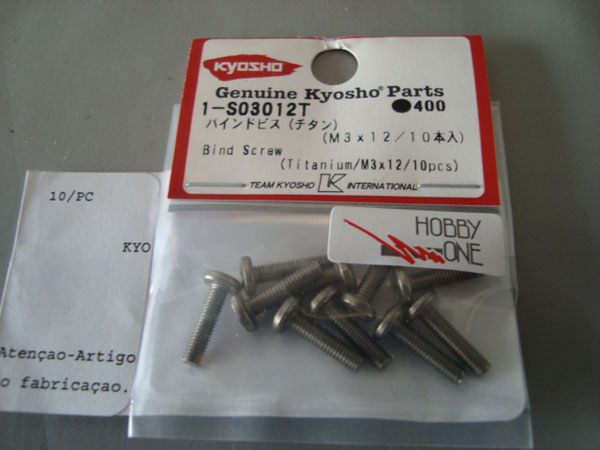 KYOSHO
Genuine Kyosho® Parts
1-S03012T ●400
バインドビス(チタン)
(M3x12/10本入)
Bind Screw
(Titanium/M3x12/10pcs)
TEAM KYOSHO K INTERNATIONAL
HOBBY
ONE
10/PC
KYO
Atençao-Artigo
o fabricaçao.